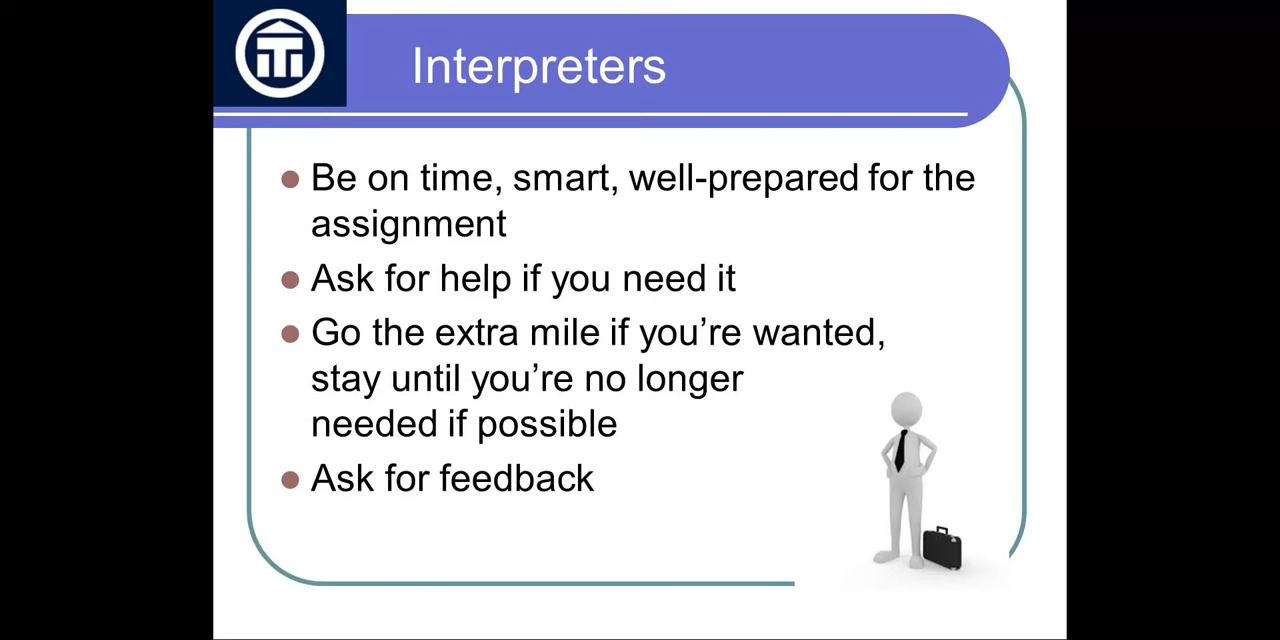 Interpreters
Be on time, smart, well-prepared for the
assignment
Ask for help if you need it
Go the extra mile if you’re wanted,
stay until you’re no longer
needed if possible
Ask for feedback